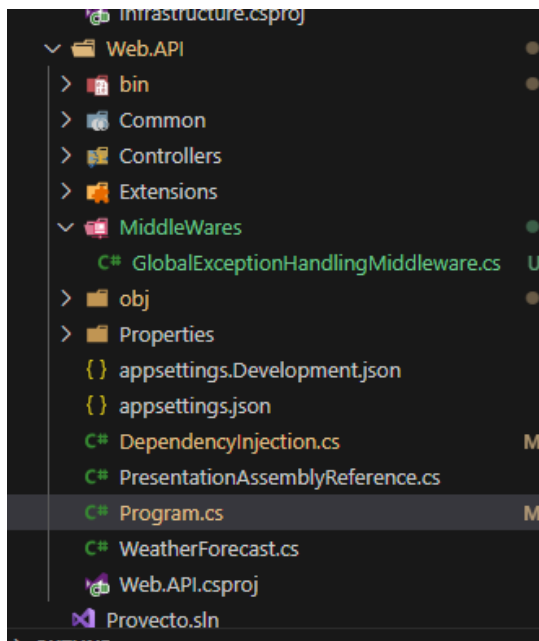 Infrastructure.csproj
Web.API
bin
Common
Controllers
Extensions
MiddleWares
C# GlobalExceptionHandlingMiddleware.cs U
obj
Properties
{} appsettings.Development.json
{} appsettings.json
C# DependencyInjection.cs M
C# PresentationAssemblyReference.cs
C# Program.cs M
C# WeatherForecast.cs
Web.API.csproj
Proyecto.sln